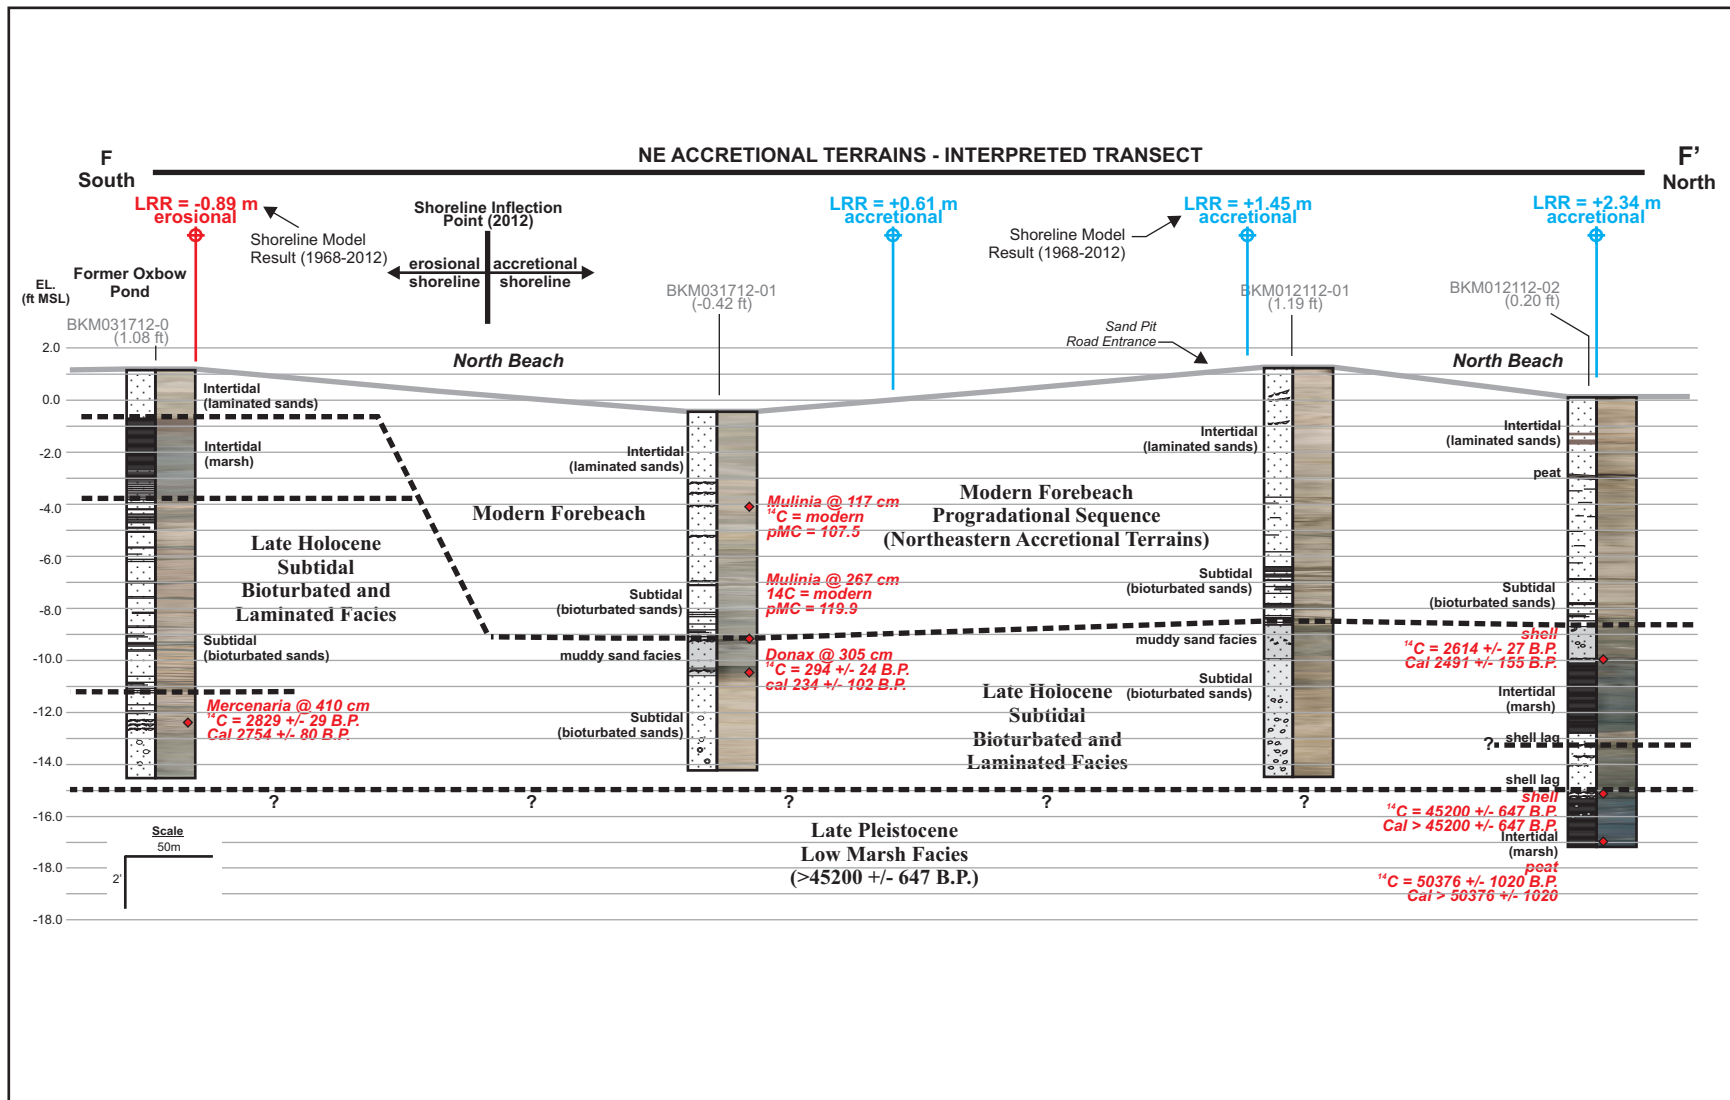 NE ACCRETIONAL TERRAINS - INTERPRETED TRANSECT
F
South
F'
North
LRR = -0.89 m
erosional
Shoreline Model
Result (1968-2012)
Shoreline Inflection
Point (2012)
erosional
shoreline
accretional
shoreline
LRR = +0.61 m
accretional
Shoreline Model
Result (1968-2012)
LRR = +1.45 m
accretional
LRR = +2.34 m
accretional
EL.
(ft MSL)
Former Oxbow
Pond
BKM031712-0
(1.08 ft)
BKM031712-01
(-0.42 ft)
BKM012112-01
(1.19 ft)
BKM012112-02
(0.20 ft)
Sand Pit
Road Entrance
North Beach
North Beach
2.0
0.0
-2.0
-4.0
-6.0
-8.0
-10.0
-12.0
-14.0
-16.0
-18.0
-18.0
Intertidal
(laminated sands)
Intertidal
(marsh)
Late Holocene
Subtidal
Bioturbated and
Laminated Facies
Subtidal
(bioturbated sands)
Mercenaria @ 410 cm
¹⁴C = 2829 +/- 29 B.P.
Cal 2754 +/- 80 B.P.
Modern Forebeach
Intertidal
(laminated sands)
Subtidal
(bioturbated sands)
muddy sand facies
Subtidal
(bioturbated sands)
Mulinia @ 117 cm
¹⁴C = modern
pMC = 107.5
Mulinia @ 267 cm
14C = modern
pMC = 119.9
Donax @ 305 cm
¹⁴C = 294 +/- 24 B.P.
cal 234 +/- 102 B.P.
Modern Forebeach
Progradational Sequence
(Northeastern Accretional Terrains)
Late Holocene
Subtidal
Bioturbated and
Laminated Facies
Intertidal
(laminated sands)
Subtidal
(bioturbated sands)
muddy sand facies
Subtidal
(bioturbated sands)
Intertidal
(laminated sands)
peat
Subtidal
(bioturbated sands)
shell
¹⁴C = 2614 +/- 27 B.P.
Cal 2491 +/- 155 B.P.
Intertidal
(marsh)
? shell lag
shell lag
shell
¹⁴C = 45200 +/- 647 B.P.
Cal > 45200 +/- 647 B.P.
Intertidal
(marsh)
peat
¹⁴C = 50376 +/- 1020 B.P.
Cal > 50376 +/- 1020
? ? ? ? ?
Late Pleistocene
Low Marsh Facies
(>45200 +/- 647 B.P.)
Scale
50m
2'